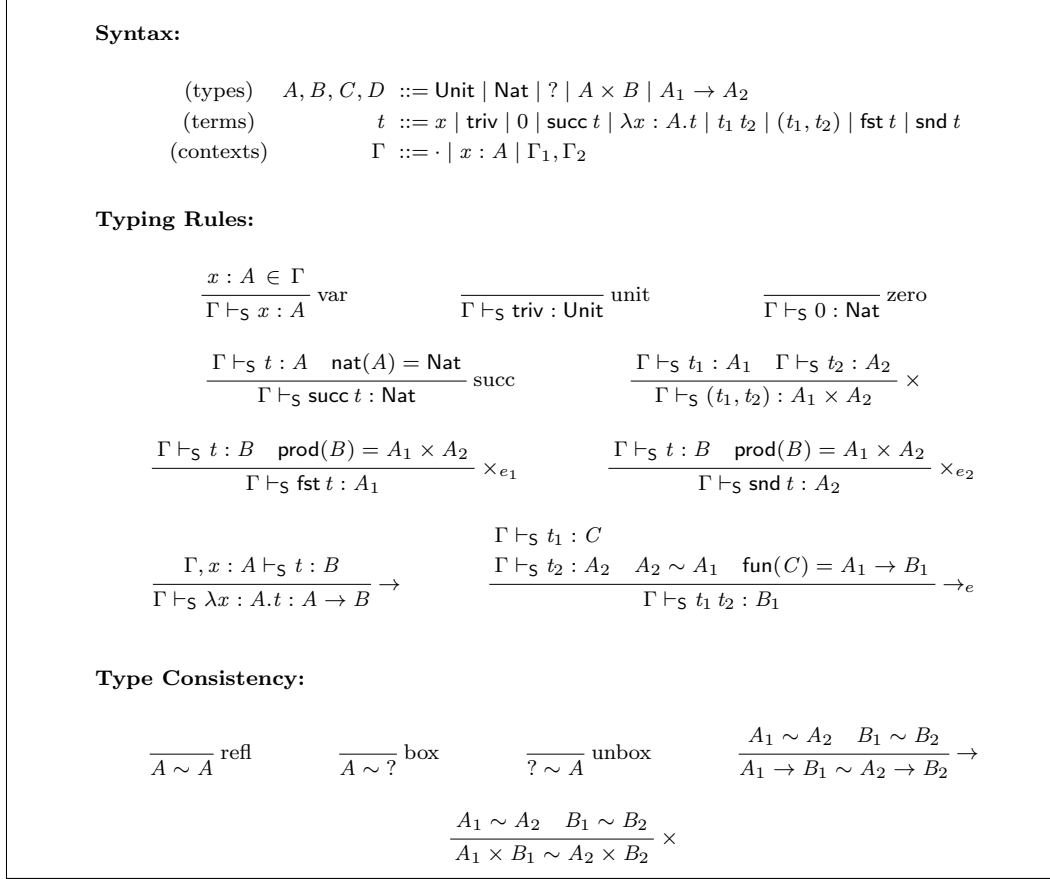 Syntax:
(types) A, B, C, D ::= Unit | Nat | ? | A × B | A₁ → A₂
(terms) t ::= x | triv | 0 | succ t | λx : A.t | t₁ t₂ | (t₁, t₂) | fst t | snd t
(contexts) Γ ::= · | x : A | Γ₁, Γ₂
Typing Rules:
x : A ∈ Γ
Γ ⊢S x : A var
Γ ⊢S triv : Unit unit
Γ ⊢S 0 : Nat zero
Γ ⊢S t : A nat(A) = Nat
Γ ⊢S succ t : Nat succ
Γ ⊢S t₁ : A₁ Γ ⊢S t₂ : A₂
Γ ⊢S (t₁, t₂) : A₁ × A₂ ×
Γ ⊢S t : B prod(B) = A₁ × A₂
Γ ⊢S fst t : A₁ ×e₁
Γ ⊢S t : B prod(B) = A₁ × A₂
Γ ⊢S snd t : A₂ ×e₂
Γ, x : A ⊢S t : B
Γ ⊢S λx : A.t : A → B →
Γ ⊢S t₁ : C
Γ ⊢S t₂ : A₂ A₂ ∼ A₁ fun(C) = A₁ → B₁
Γ ⊢S t₁ t₂ : B₁ →e
Type Consistency:
A ∼ A refl
A ∼ ? box
? ∼ A unbox
A₁ ∼ A₂ B₁ ∼ B₂
A₁ → B₁ ∼ A₂ → B₂ →
A₁ ∼ A₂ B₁ ∼ B₂
A₁ × B₁ ∼ A₂ × B₂ ×